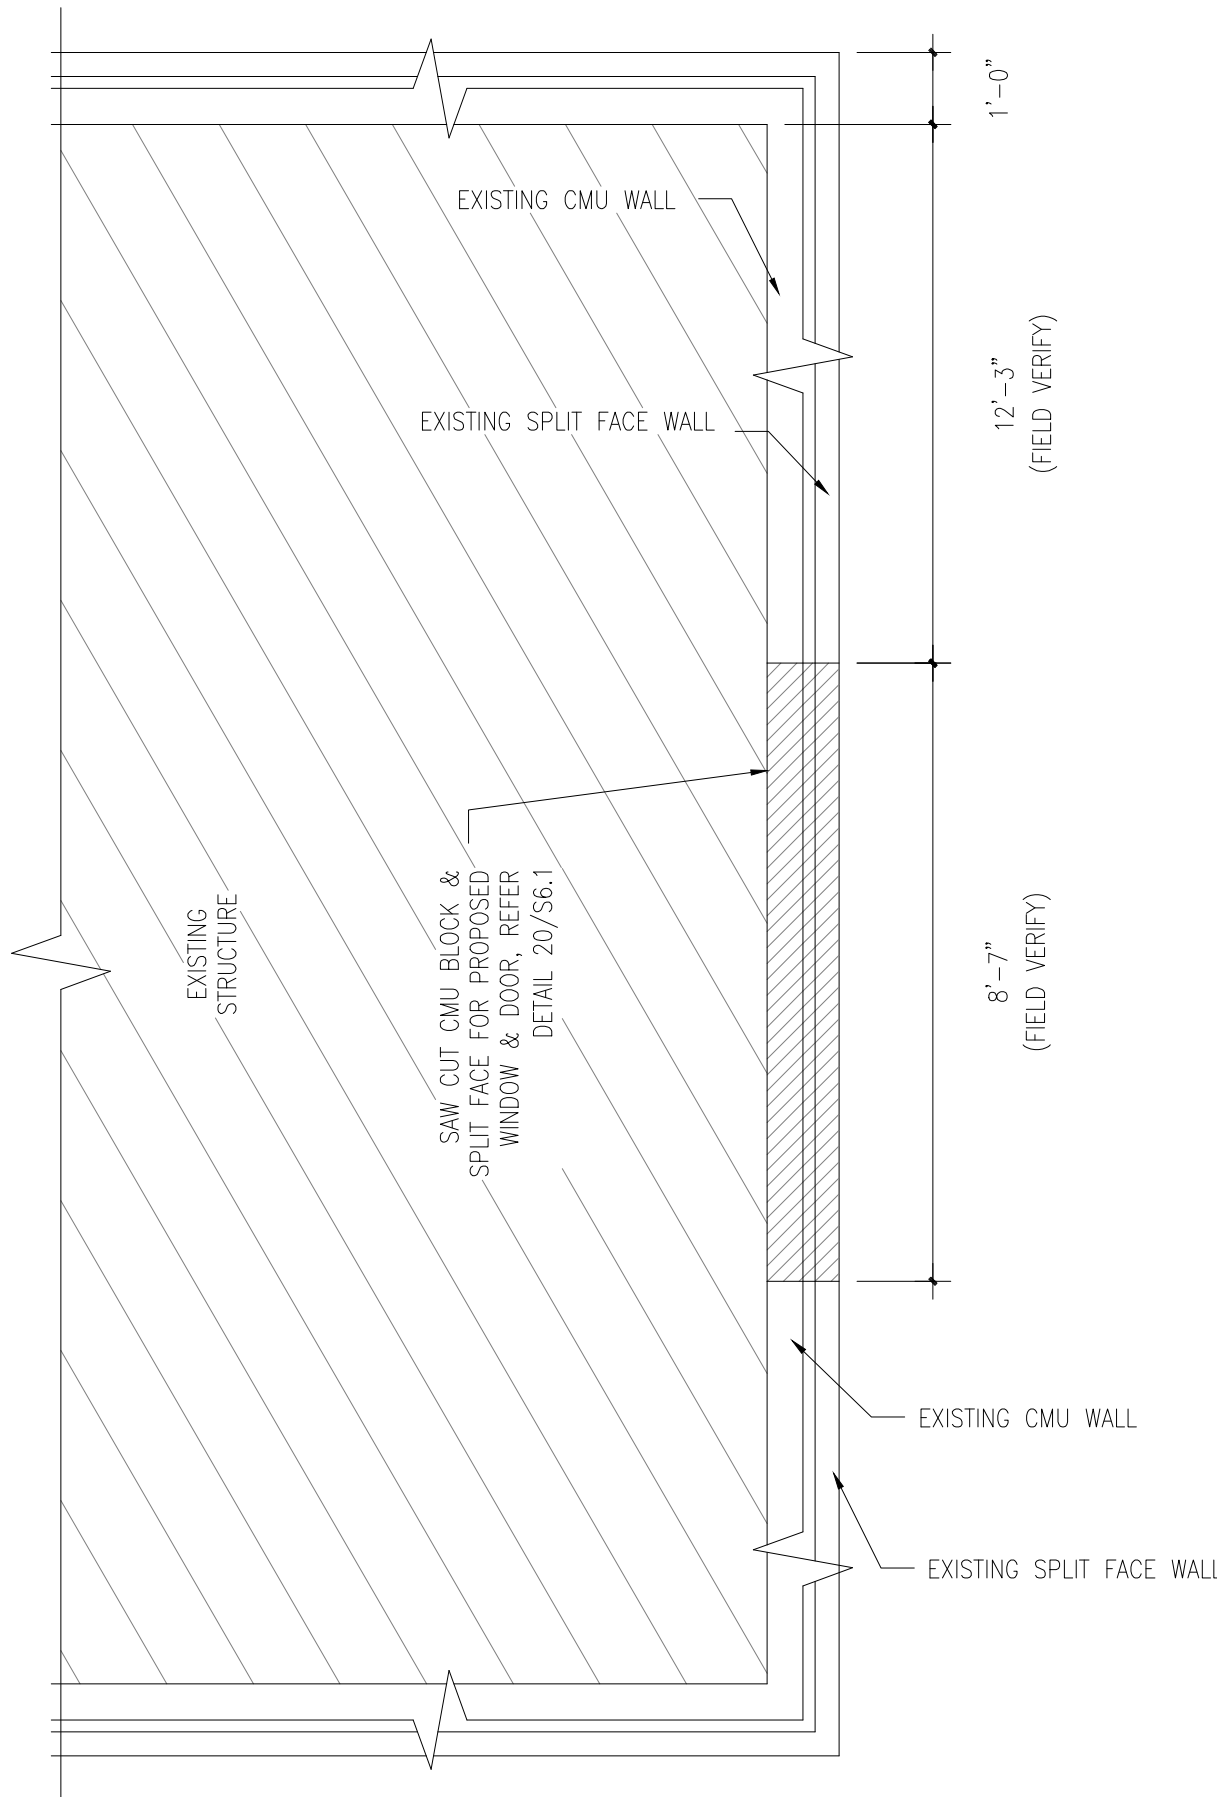 1'-0"
EXISTING CMU WALL
12'-3"
(FIELD VERIFY)
EXISTING SPLIT FACE WALL
SAW CUT CMU BLOCK &
SPLIT FACE FOR PROPOSED
WINDOW & DOOR, REFER
DETAIL 20/S6.1
EXISTING
STRUCTURE
8'-7"
(FIELD VERIFY)
EXISTING CMU WALL
EXISTING SPLIT FACE WALL